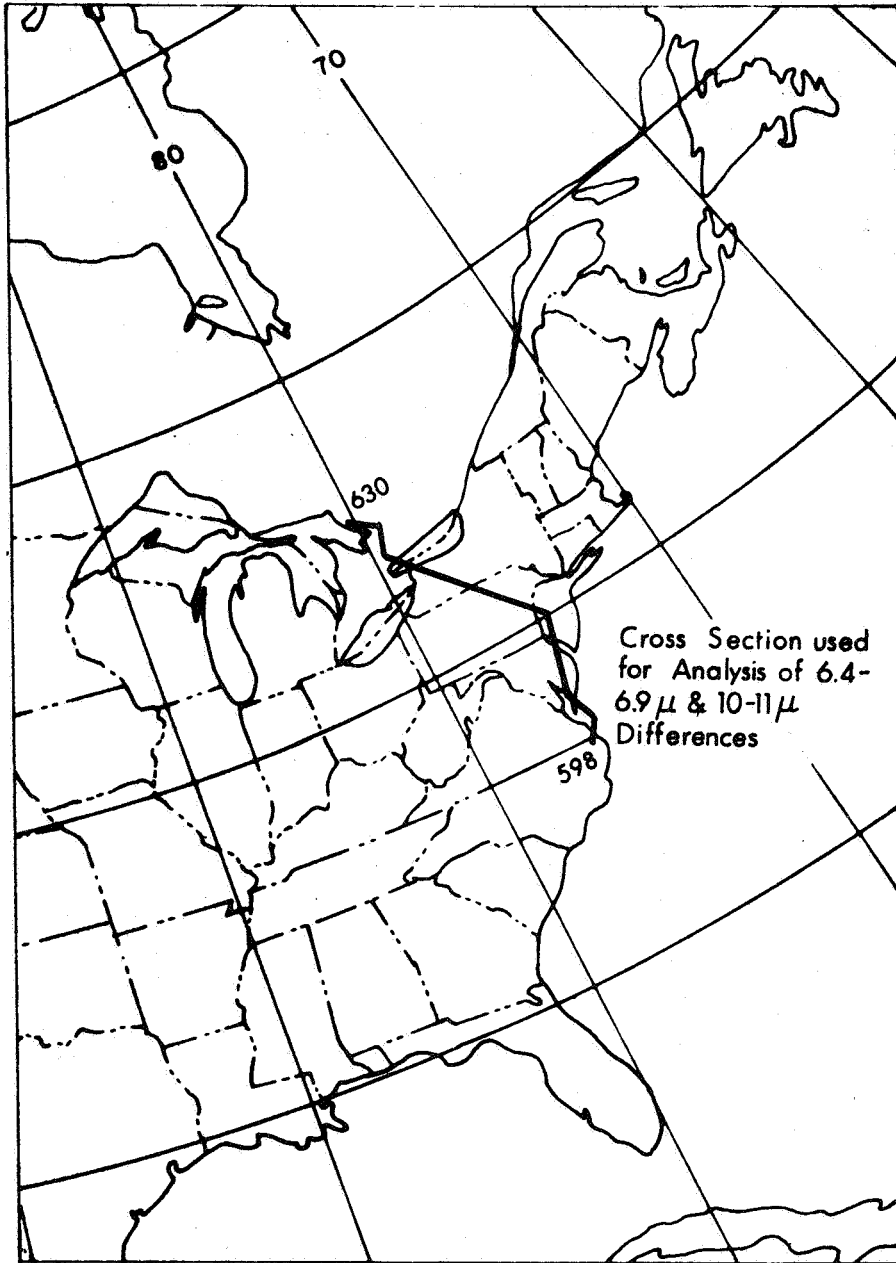 70
80
630
Cross Section used
for Analysis of 6.4-
6.9 μ & 10-11 μ
Differences
598